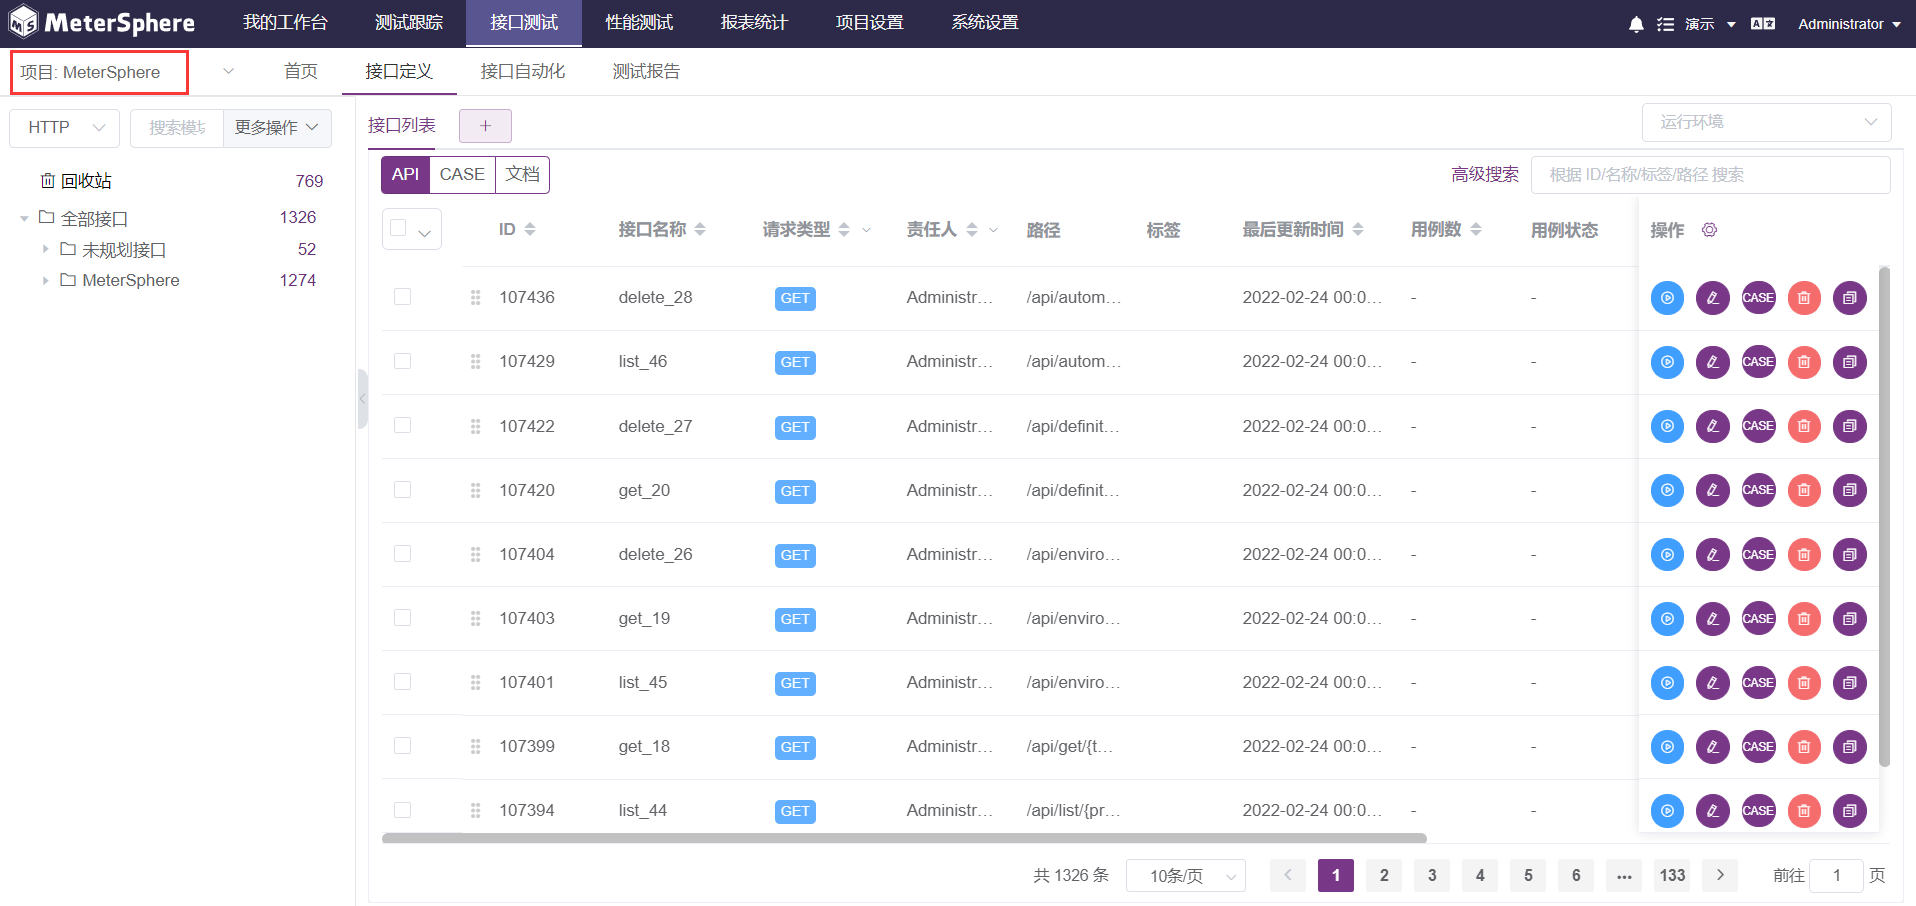 MeterSphere 我的工作台 测试跟踪 接口测试 性能测试 报表统计 项目设置 系统设置 演示 Administrator
项目: MeterSphere 首页 接口定义 接口自动化 测试报告
HTTP 搜索模块 更多操作
回收站 769
全部接口 1326
未规划接口 52
MeterSphere 1274
接口列表 + 运行环境
API CASE 文档 高级搜索 根据 ID/名称/标签/路径 搜索
ID 接口名称 请求类型 责任人 路径 标签 最后更新时间 用例数 用例状态 操作
107436 delete_28 GET Administr... /api/autom... 2022-02-24 00:0... - - CASE
107429 list_46 GET Administr... /api/autom... 2022-02-24 00:0... - - CASE
107422 delete_27 GET Administr... /api/definit... 2022-02-24 00:0... - - CASE
107420 get_20 GET Administr... /api/definit... 2022-02-24 00:0... - - CASE
107404 delete_26 GET Administr... /api/enviro... 2022-02-24 00:0... - - CASE
107403 get_19 GET Administr... /api/enviro... 2022-02-24 00:0... - - CASE
107401 list_45 GET Administr... /api/enviro... 2022-02-24 00:0... - - CASE
107399 get_18 GET Administr... /api/get/{t... 2022-02-24 00:0... - - CASE
107394 list_44 GET Administr... /api/list/{pr... 2022-02-24 00:0... - - CASE
共 1326 条 10条/页 < 1 2 3 4 5 6 ... 133 > 前往 1 页